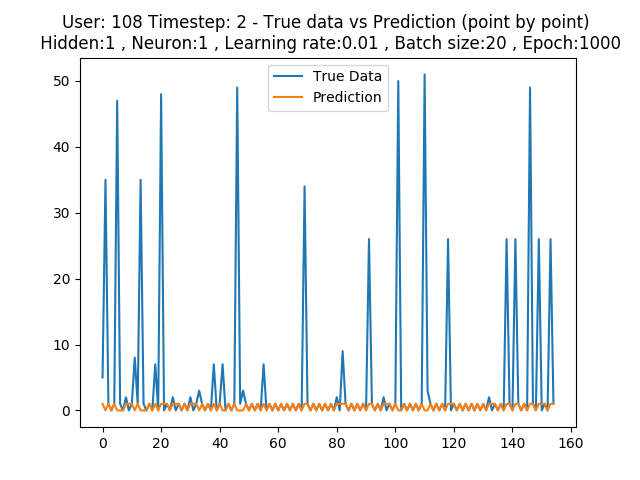 User: 108 Timestep: 2 - True data vs Prediction (point by point)
Hidden:1 , Neuron:1 , Learning rate:0.01 , Batch size:20 , Epoch:1000
True Data
Prediction
50
40
30
20
10
0
0 20 40 60 80 100 120 140 160